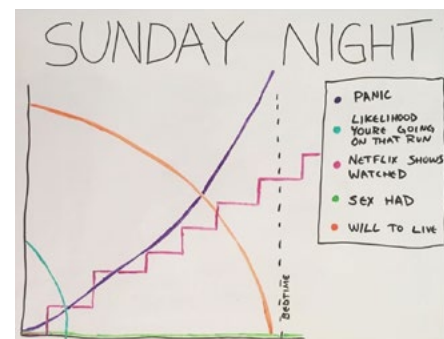 SUNDAY NIGHT
PANIC
LIKELIHOOD
YOU'RE GOING
ON THAT RUN
NETFLIX SHOWS
WATCHED
SEX HAD
WILL TO LIVE
BEDTIME